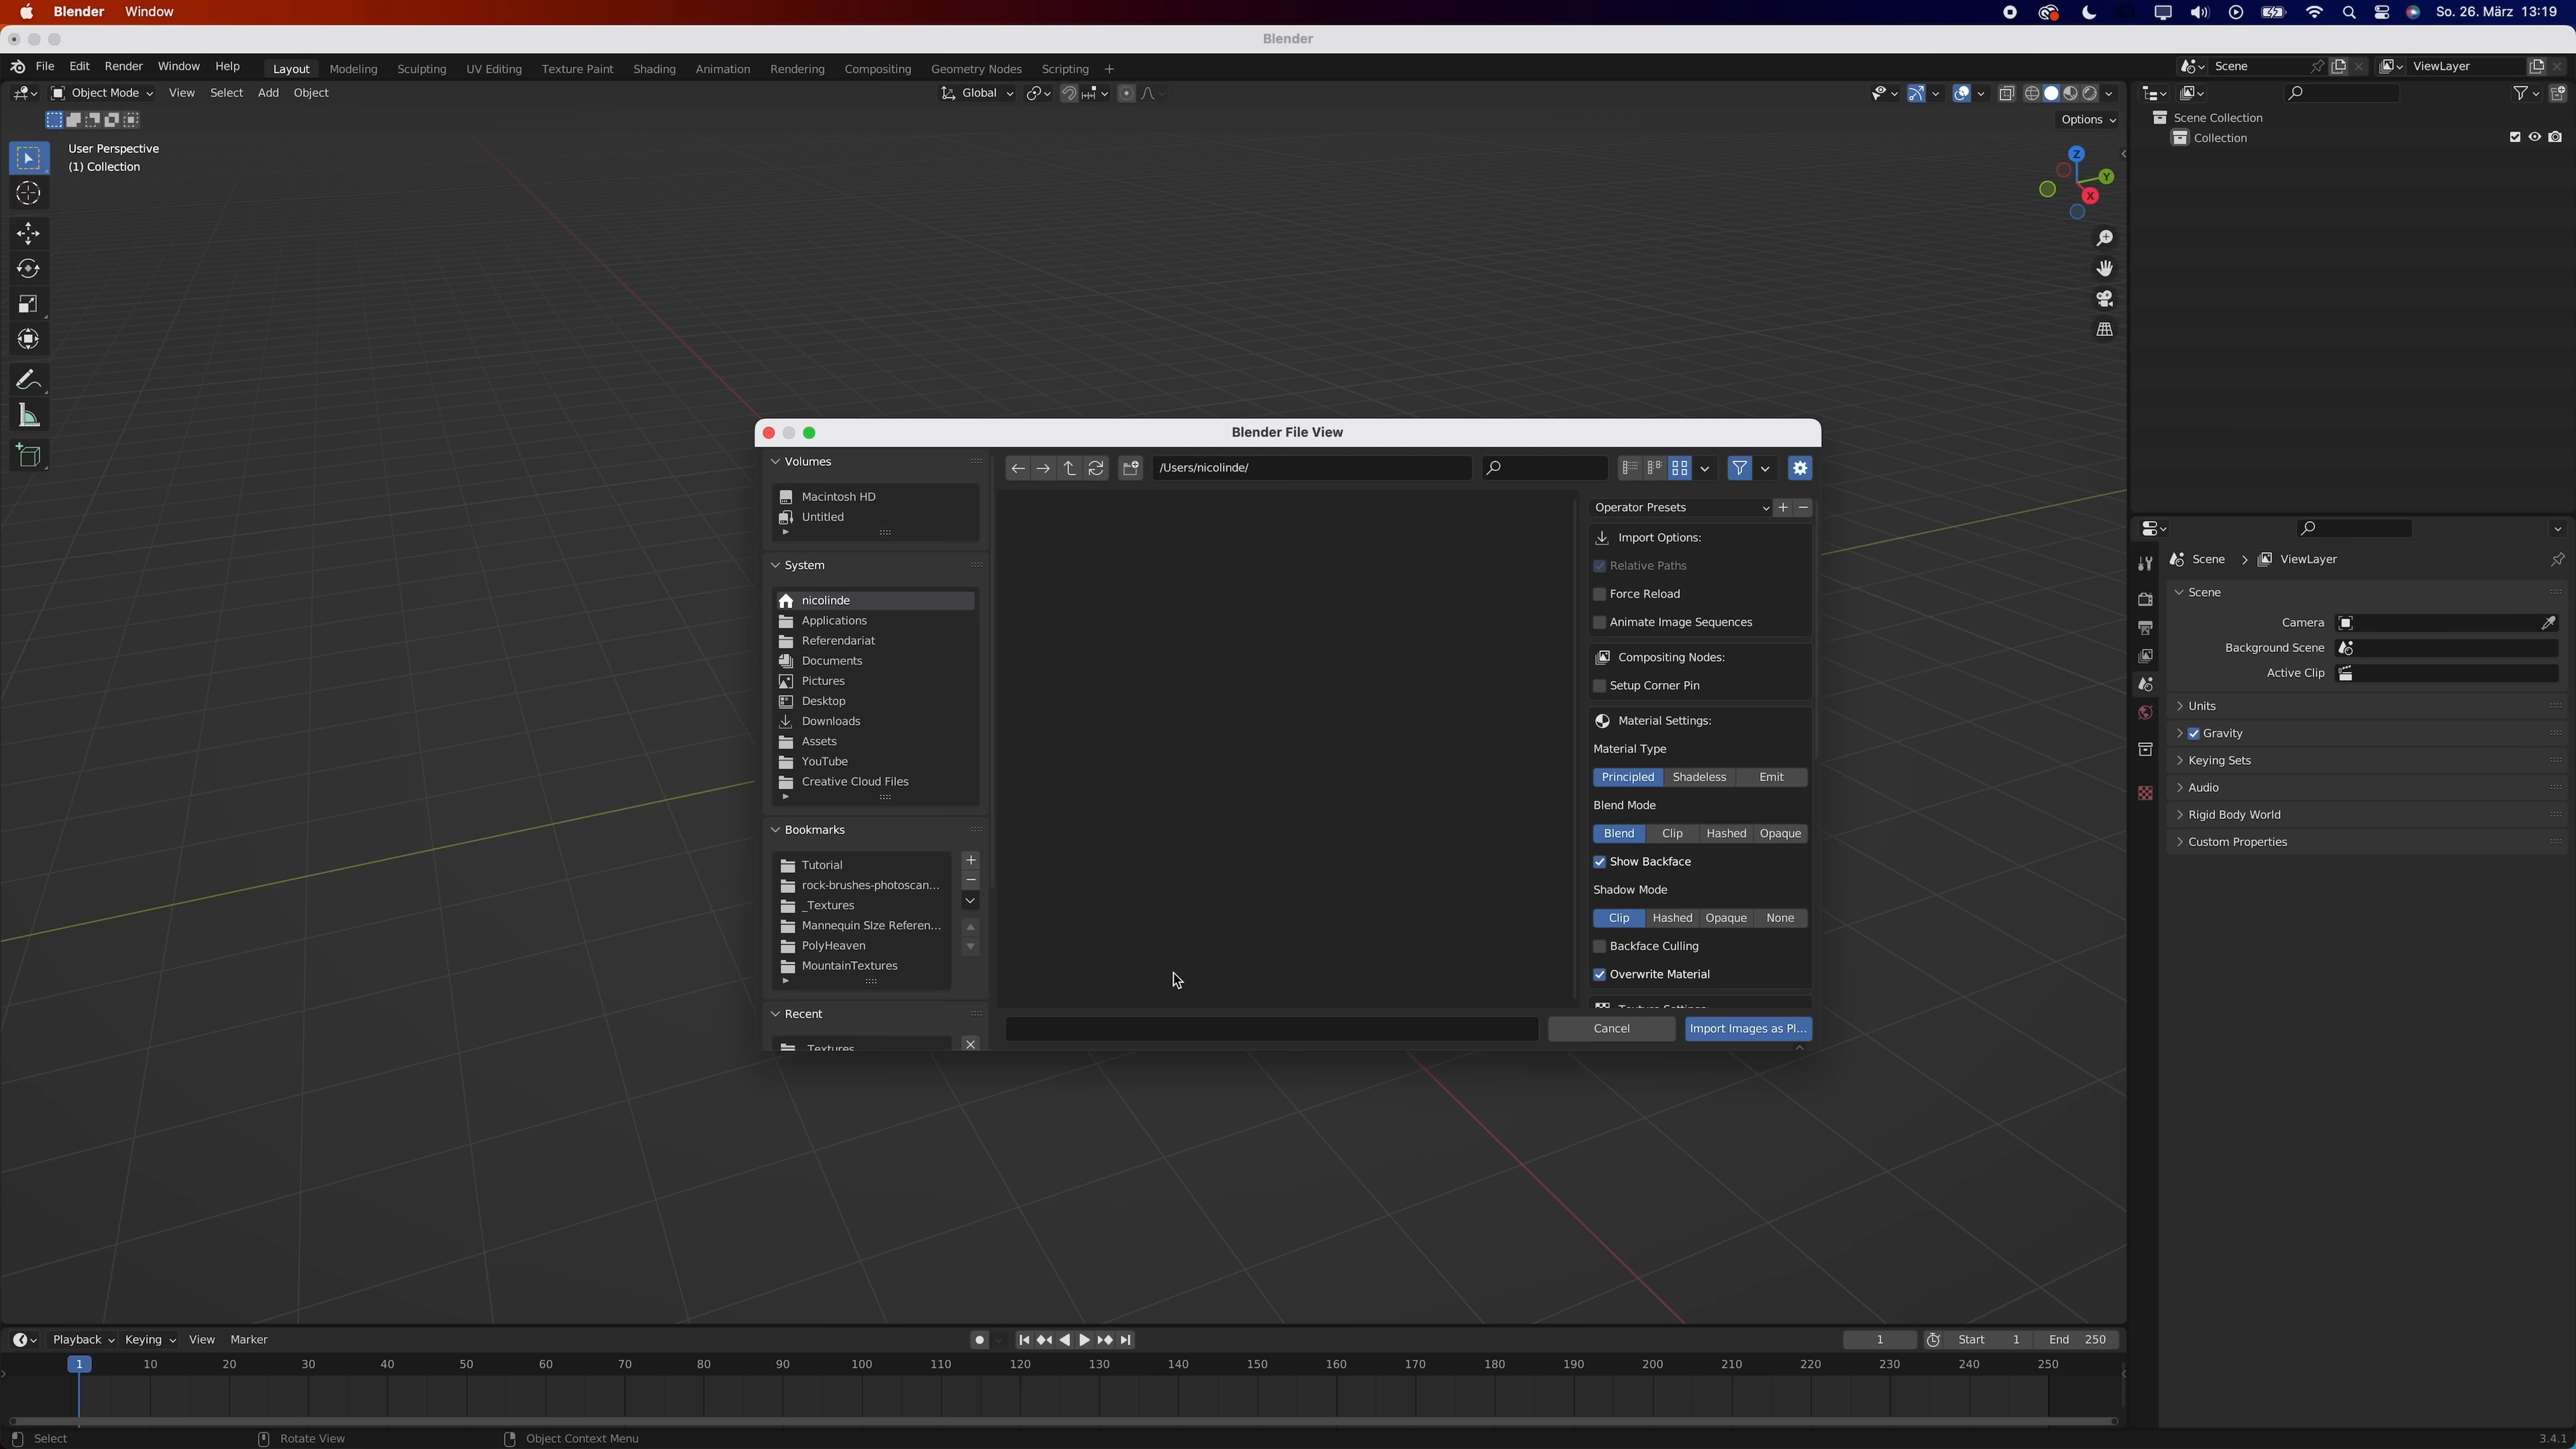 Blender Window So. 26. März 13:19
Blender
File Edit Render Window Help Layout Modeling Sculpting UV Editing Texture Paint Shading Animation Rendering Compositing Geometry Nodes Scripting + Scene ViewLayer
Object Mode View Select Add Object Global
Options
User Perspective
(1) Collection
Z
Y
X
Scene Collection
Collection
Blender File View
Volumes
Macintosh HD
Untitled
System
nicolinde
Applications
Referendariat
Documents
Pictures
Desktop
Downloads
Assets
YouTube
Creative Cloud Files
Bookmarks
Tutorial
rock-brushes-photoscan...
_Textures
Mannequin SIze Referen...
PolyHeaven
MountainTextures
Recent
_Textures
/Users/nicolinde/
Operator Presets
Import Options:
Relative Paths
Force Reload
Animate Image Sequences
Compositing Nodes:
Setup Corner Pin
Material Settings:
Material Type
Principled Shadeless Emit
Blend Mode
Blend Clip Hashed Opaque
Show Backface
Shadow Mode
Clip Hashed Opaque None
Backface Culling
Overwrite Material
Texture Settings:
Cancel Import Images as Pl...
Scene > ViewLayer
Scene
Camera
Background Scene
Active Clip
Units
Gravity
Keying Sets
Audio
Rigid Body World
Custom Properties
Playback Keying View Marker 1 Start 1 End 250
1 10 20 30 40 50 60 70 80 90 100 110 120 130 140 150 160 170 180 190 200 210 220 230 240 250
Select Rotate View Object Context Menu 3.4.1